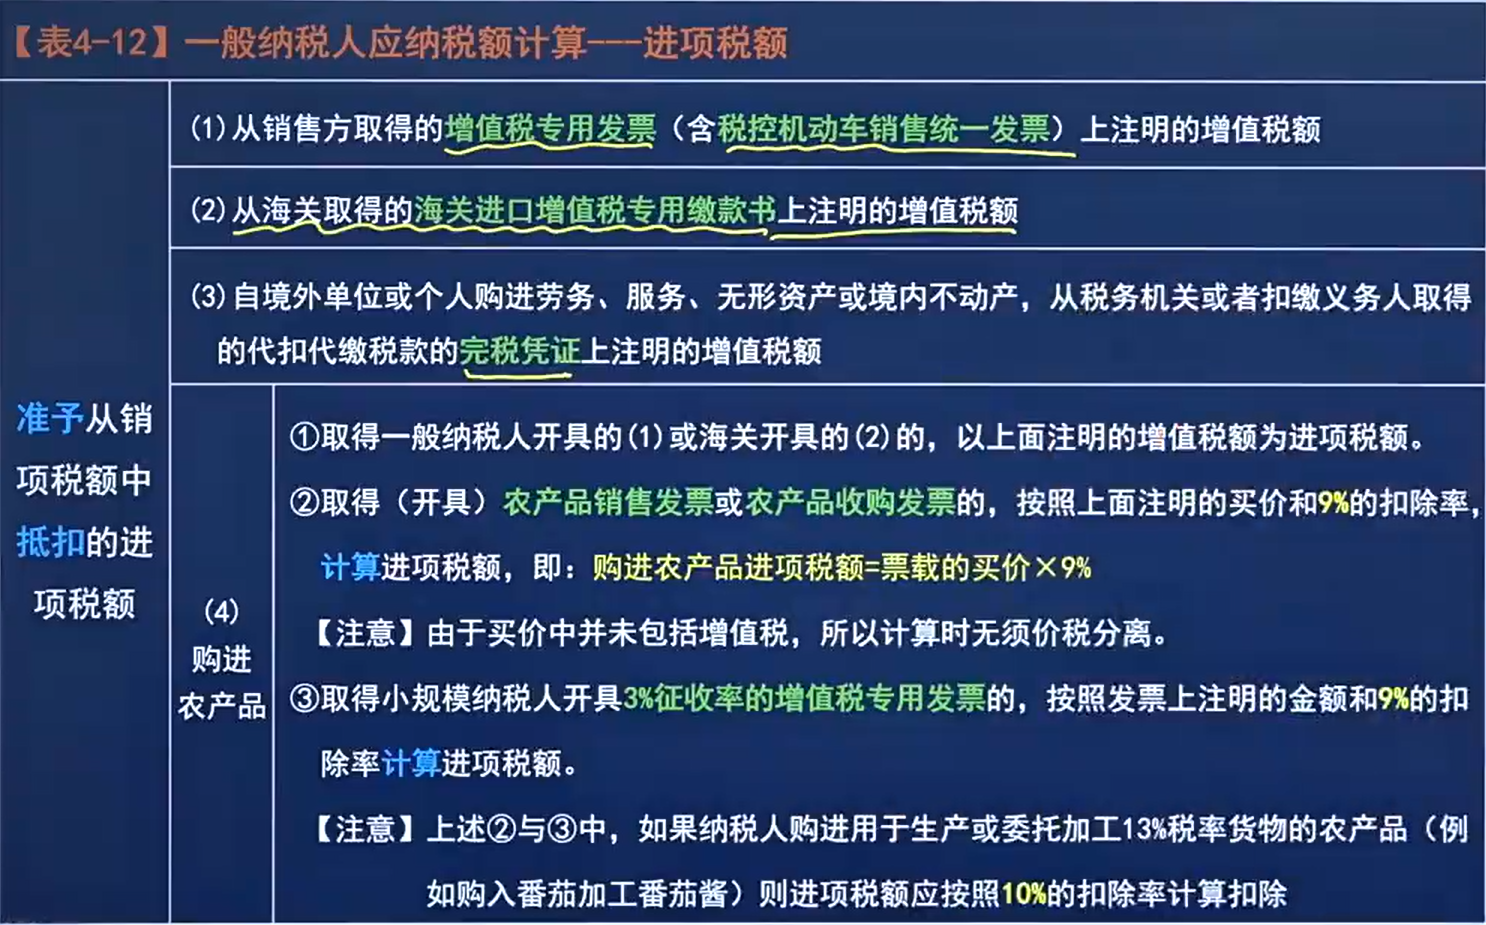 【表4-12】一般纳税人应纳税额计算---进项税额
(1)从销售方取得的增值税专用发票（含税控机动车销售统一发票）上注明的增值税额
(2)从海关取得的海关进口增值税专用缴款书上注明的增值税额
(3)自境外单位或个人购进劳务、服务、无形资产或境内不动产，从税务机关或者扣缴义务人取得
的代扣代缴税款的完税凭证上注明的增值税额
准予从销
项税额中
抵扣的进
项税额
(4)
购进
农产品
①取得一般纳税人开具的(1)或海关开具的(2)的，以上面注明的增值税额为进项税额。
②取得（开具）农产品销售发票或农产品收购发票的，按照上面注明的买价和9%的扣除率，
计算进项税额，即：购进农产品进项税额=票载的买价×9%
【注意】由于买价中并未包括增值税，所以计算时无须价税分离。
③取得小规模纳税人开具3%征收率的增值税专用发票的，按照发票上注明的金额和9%的扣
除率计算进项税额。
【注意】上述②与③中，如果纳税人购进用于生产或委托加工13%税率货物的农产品（例
如购入番茄加工番茄酱）则进项税额应按照10%的扣除率计算扣除